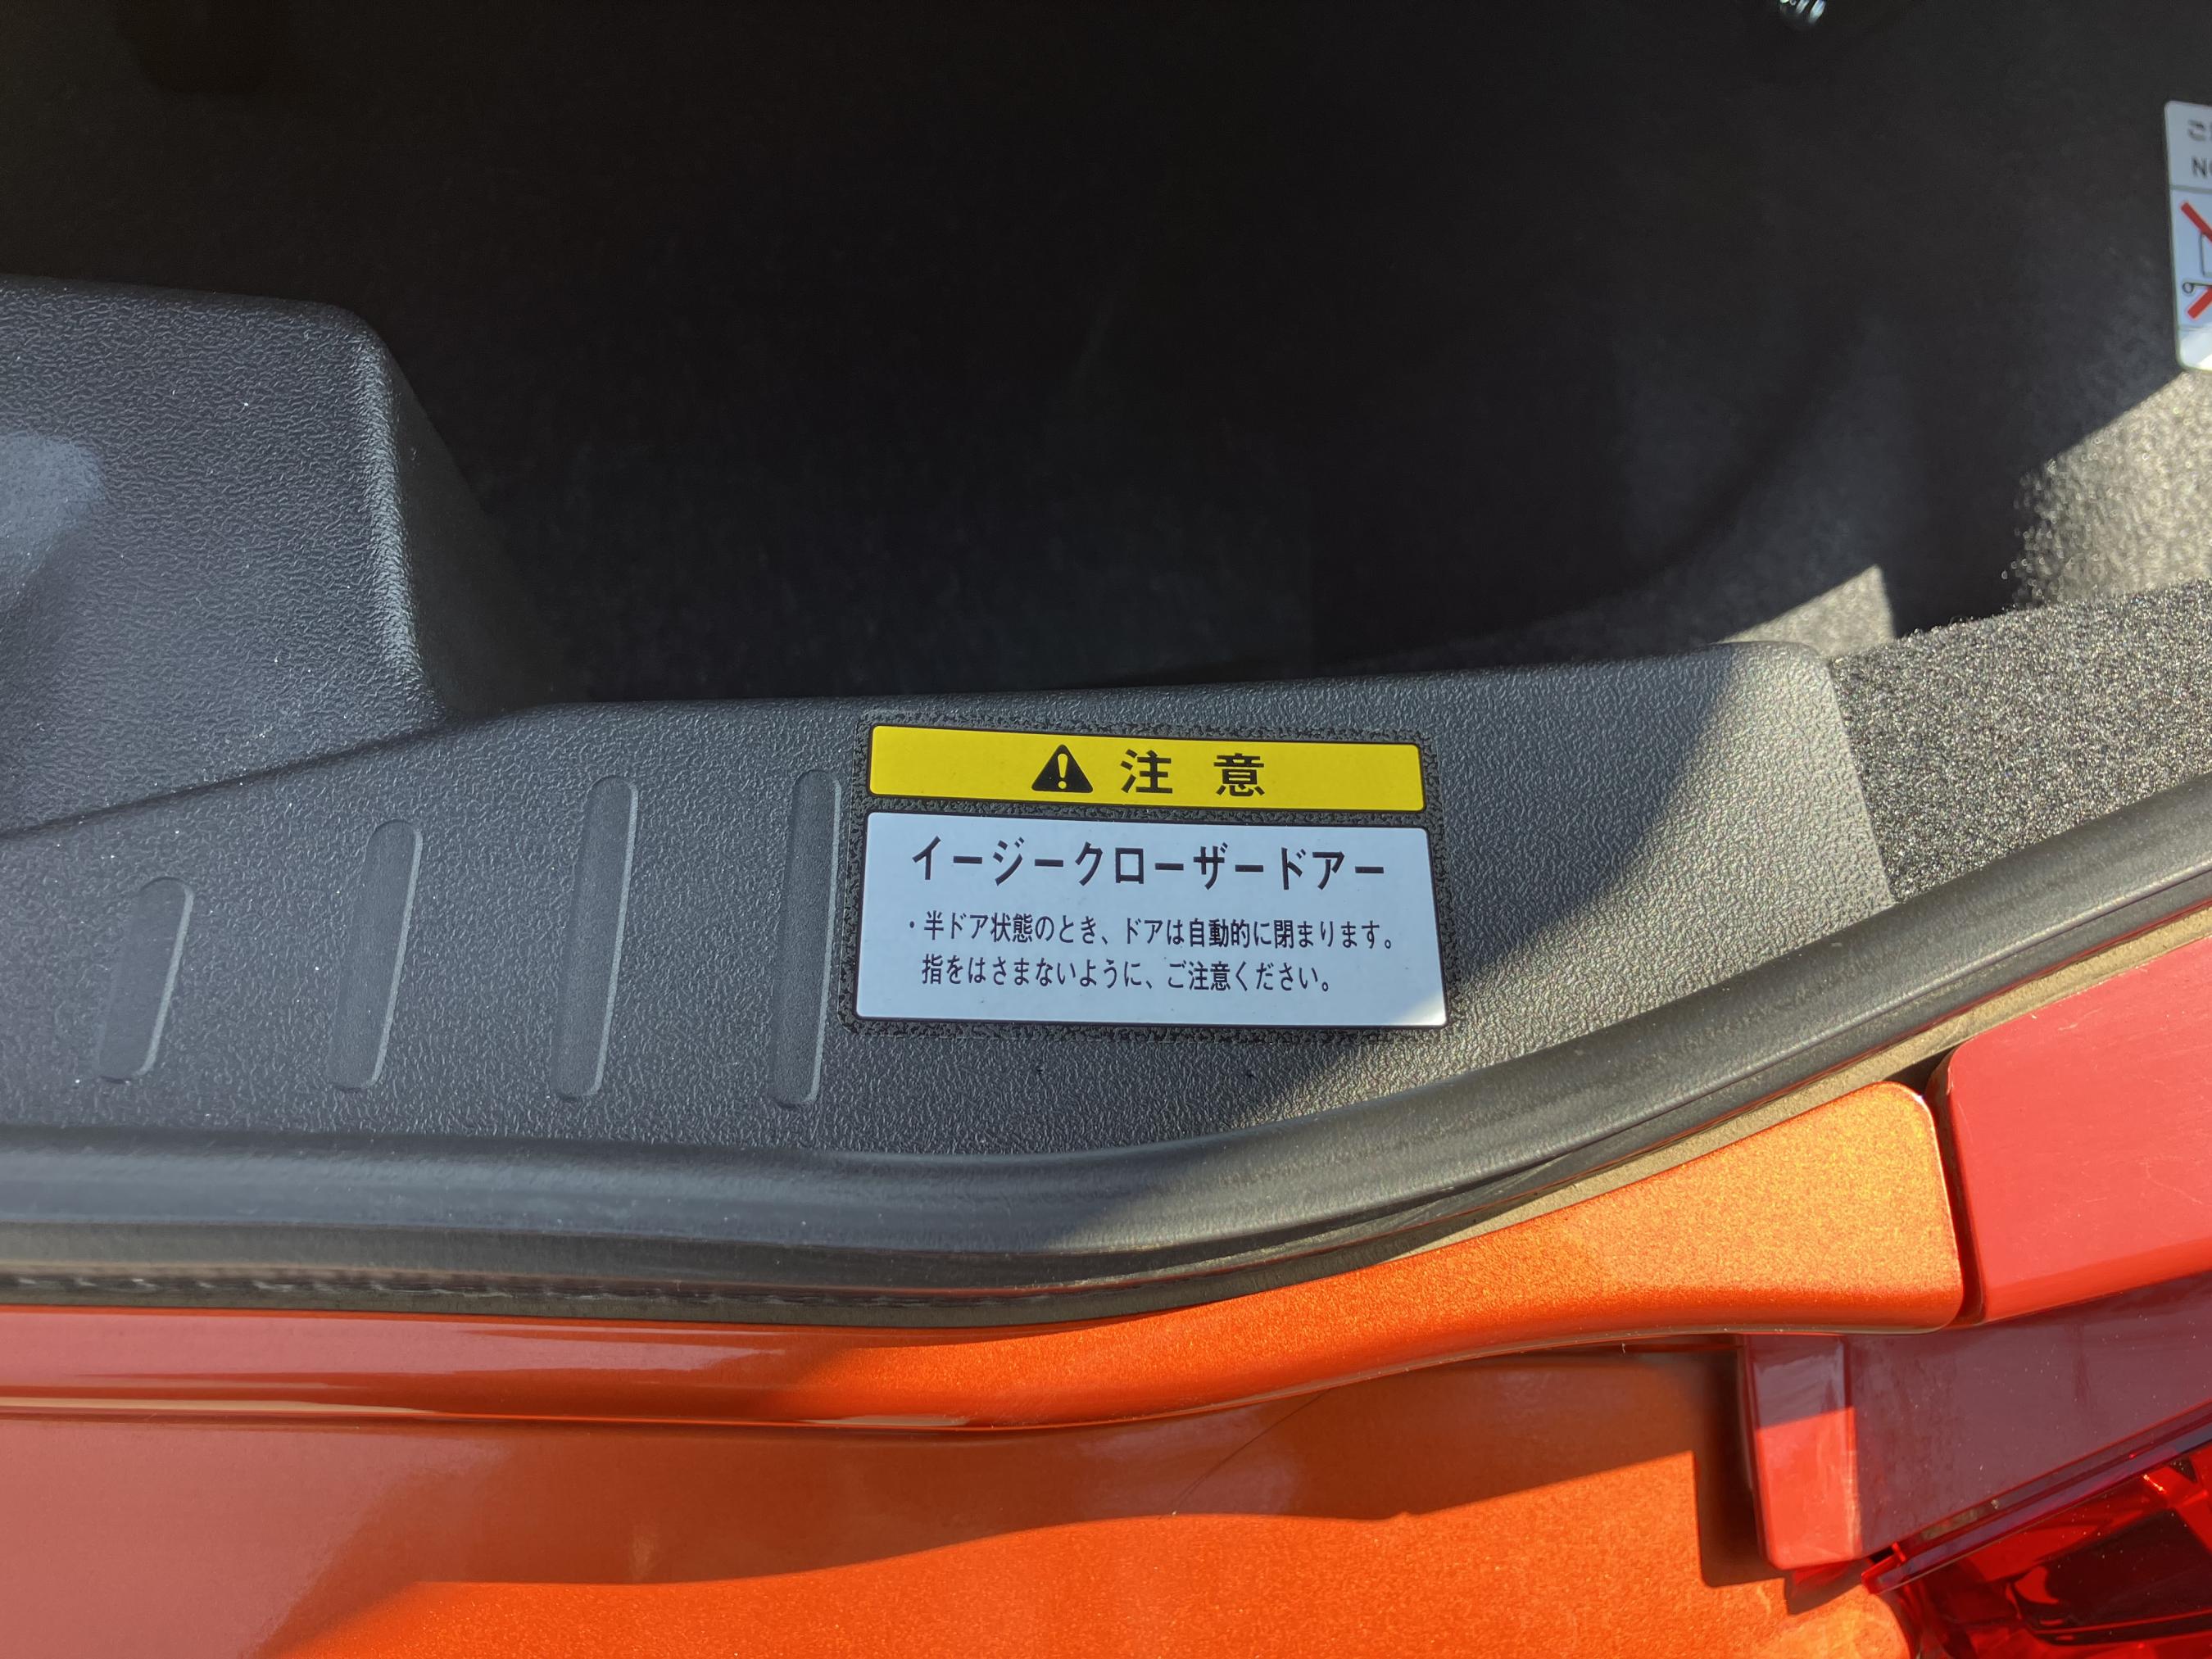 注意
イージークローザードアー
・半ドア状態のとき、ドアは自動的に閉まります。
指をはさまないように、ご注意ください。